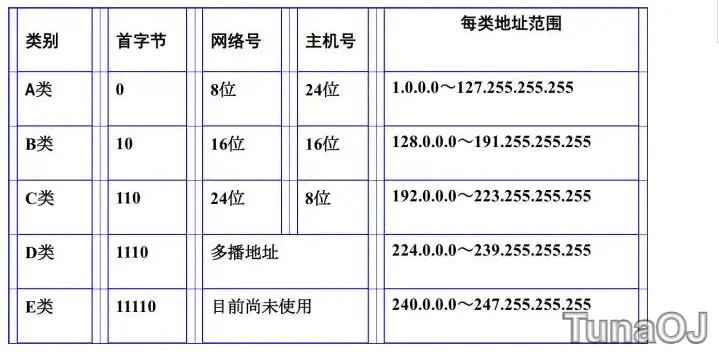 类别 首字节 网络号 主机号 每类地址范围
A类 0 8位 24位 1.0.0.0～127.255.255.255
B类 10 16位 16位 128.0.0.0～191.255.255.255
C类 110 24位 8位 192.0.0.0～223.255.255.255
D类 1110 多播地址 224.0.0.0～239.255.255.255
E类 11110 目前尚未使用 240.0.0.0～247.255.255.255
TunaOJ